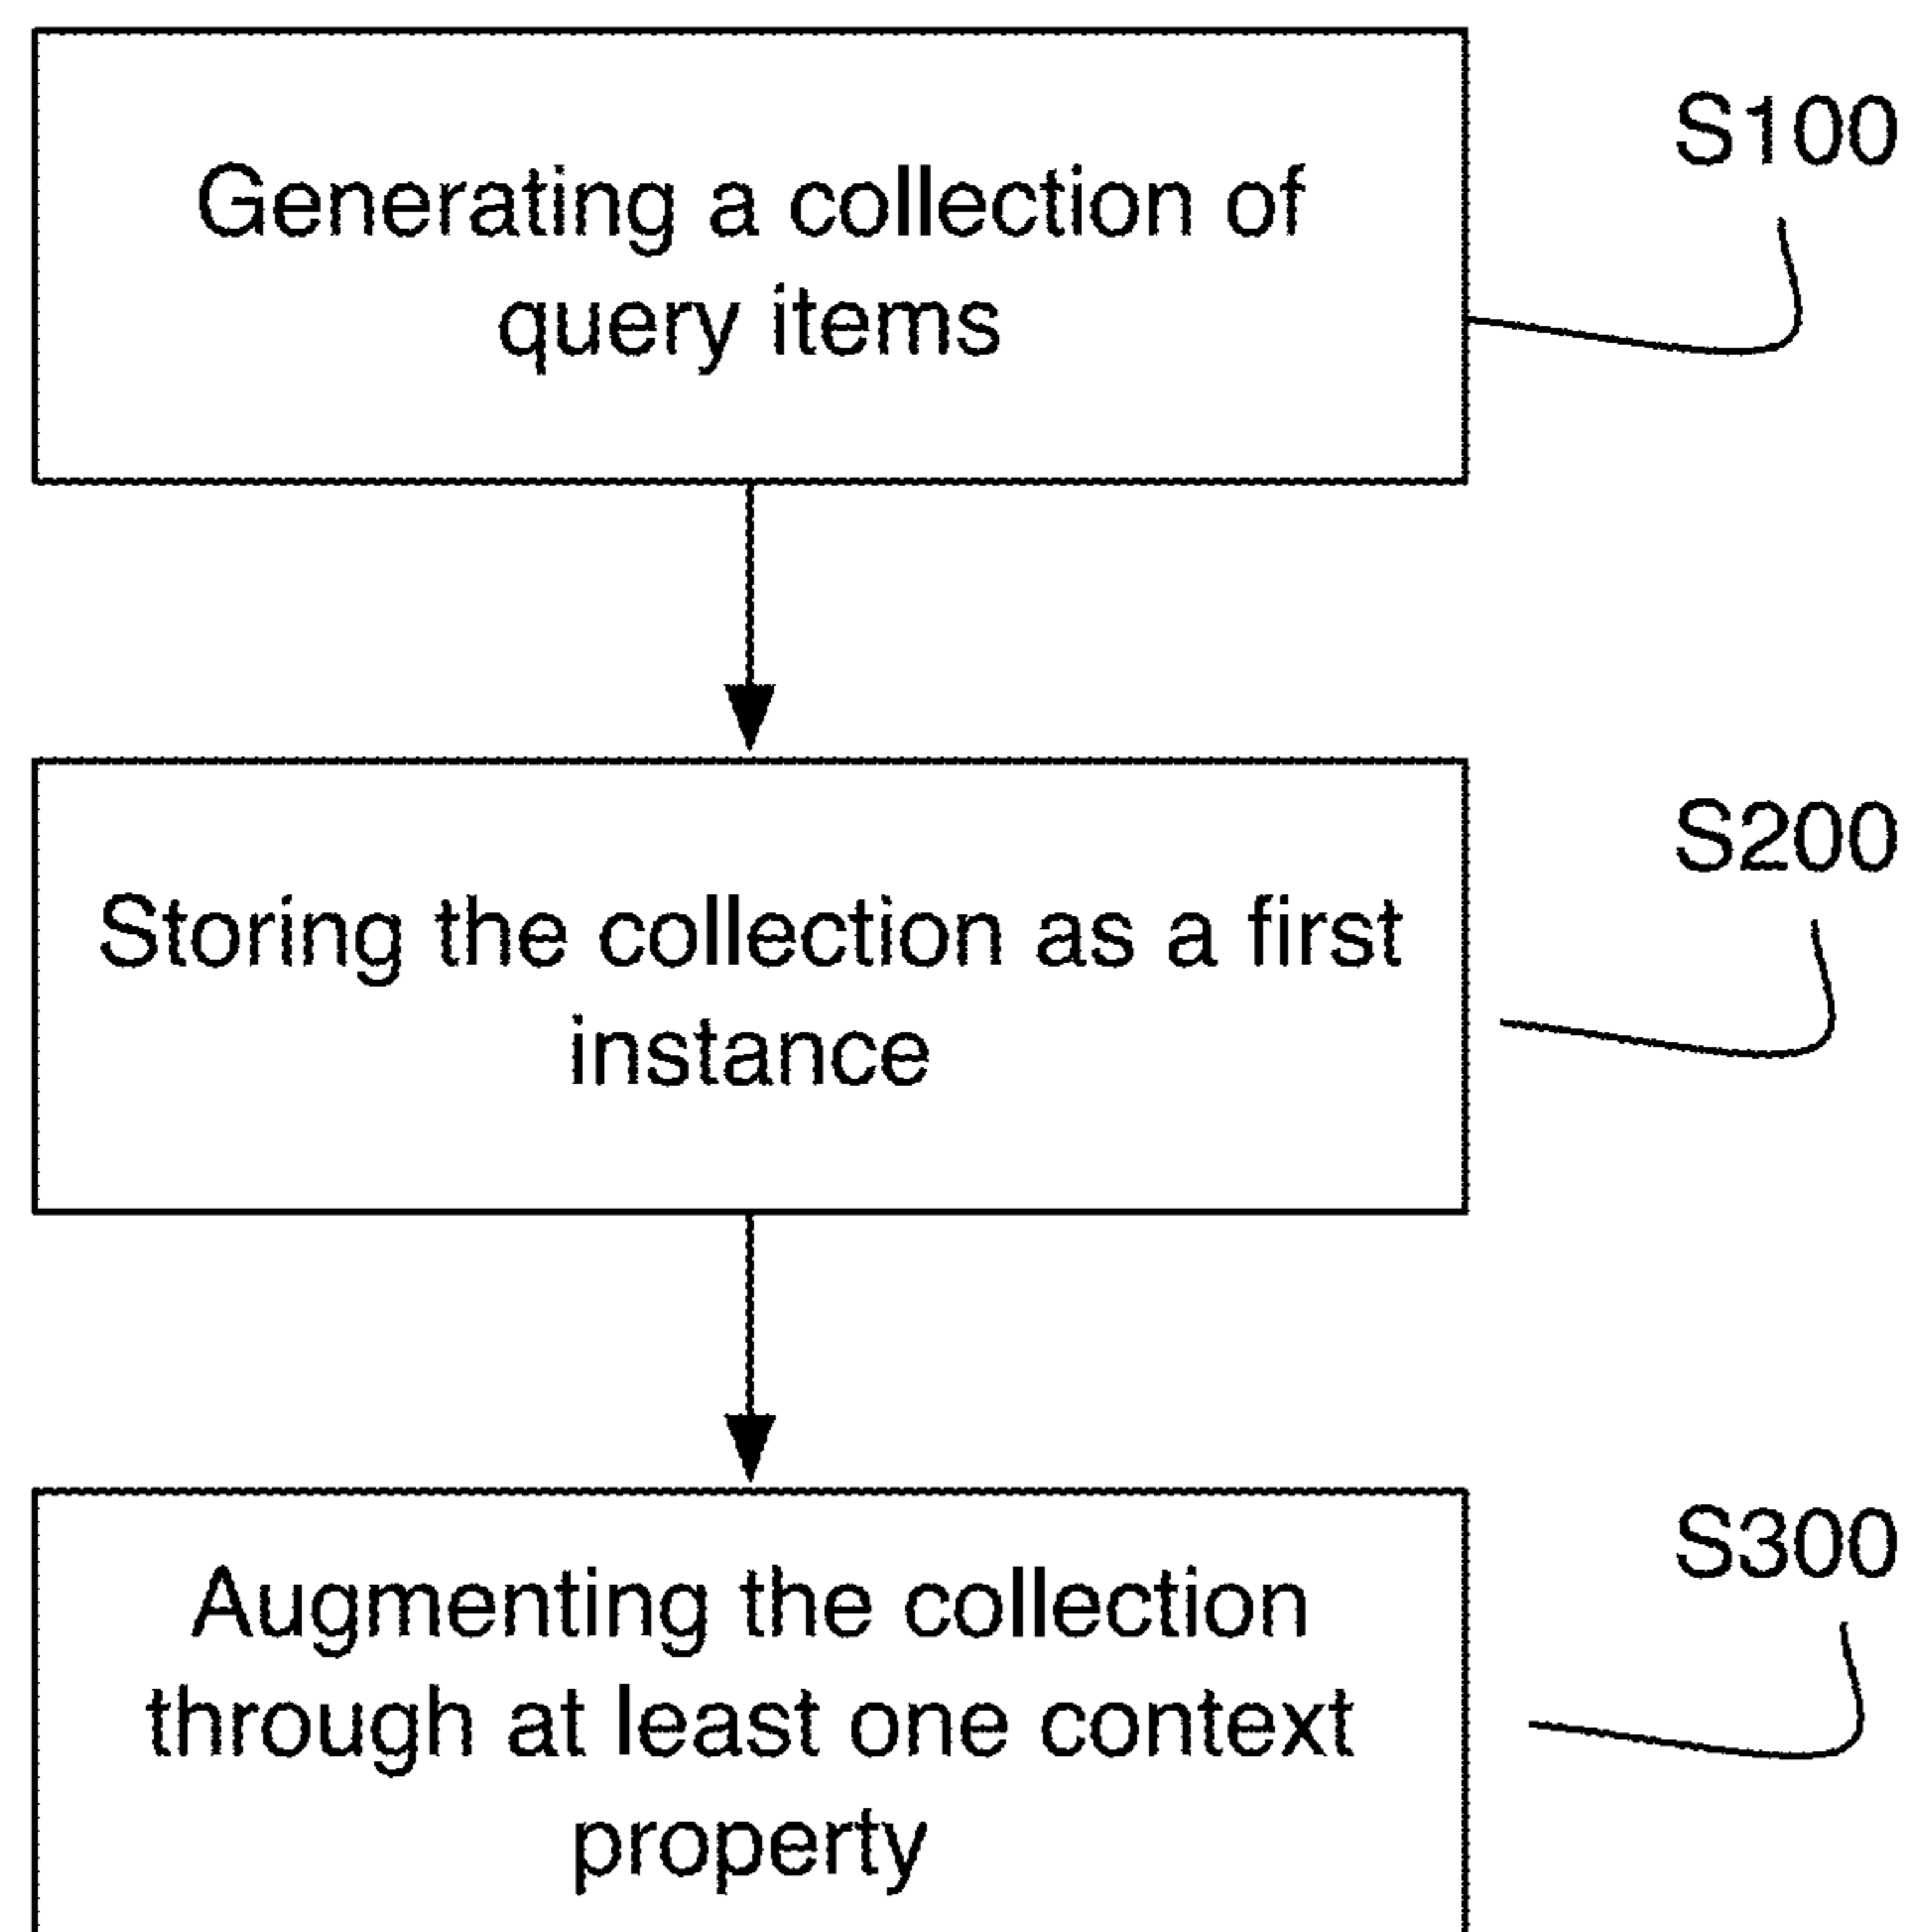 S100
Generating a collection of
query items
S200
Storing the collection as a first
instance
S300
Augmenting the collection
through at least one context
property